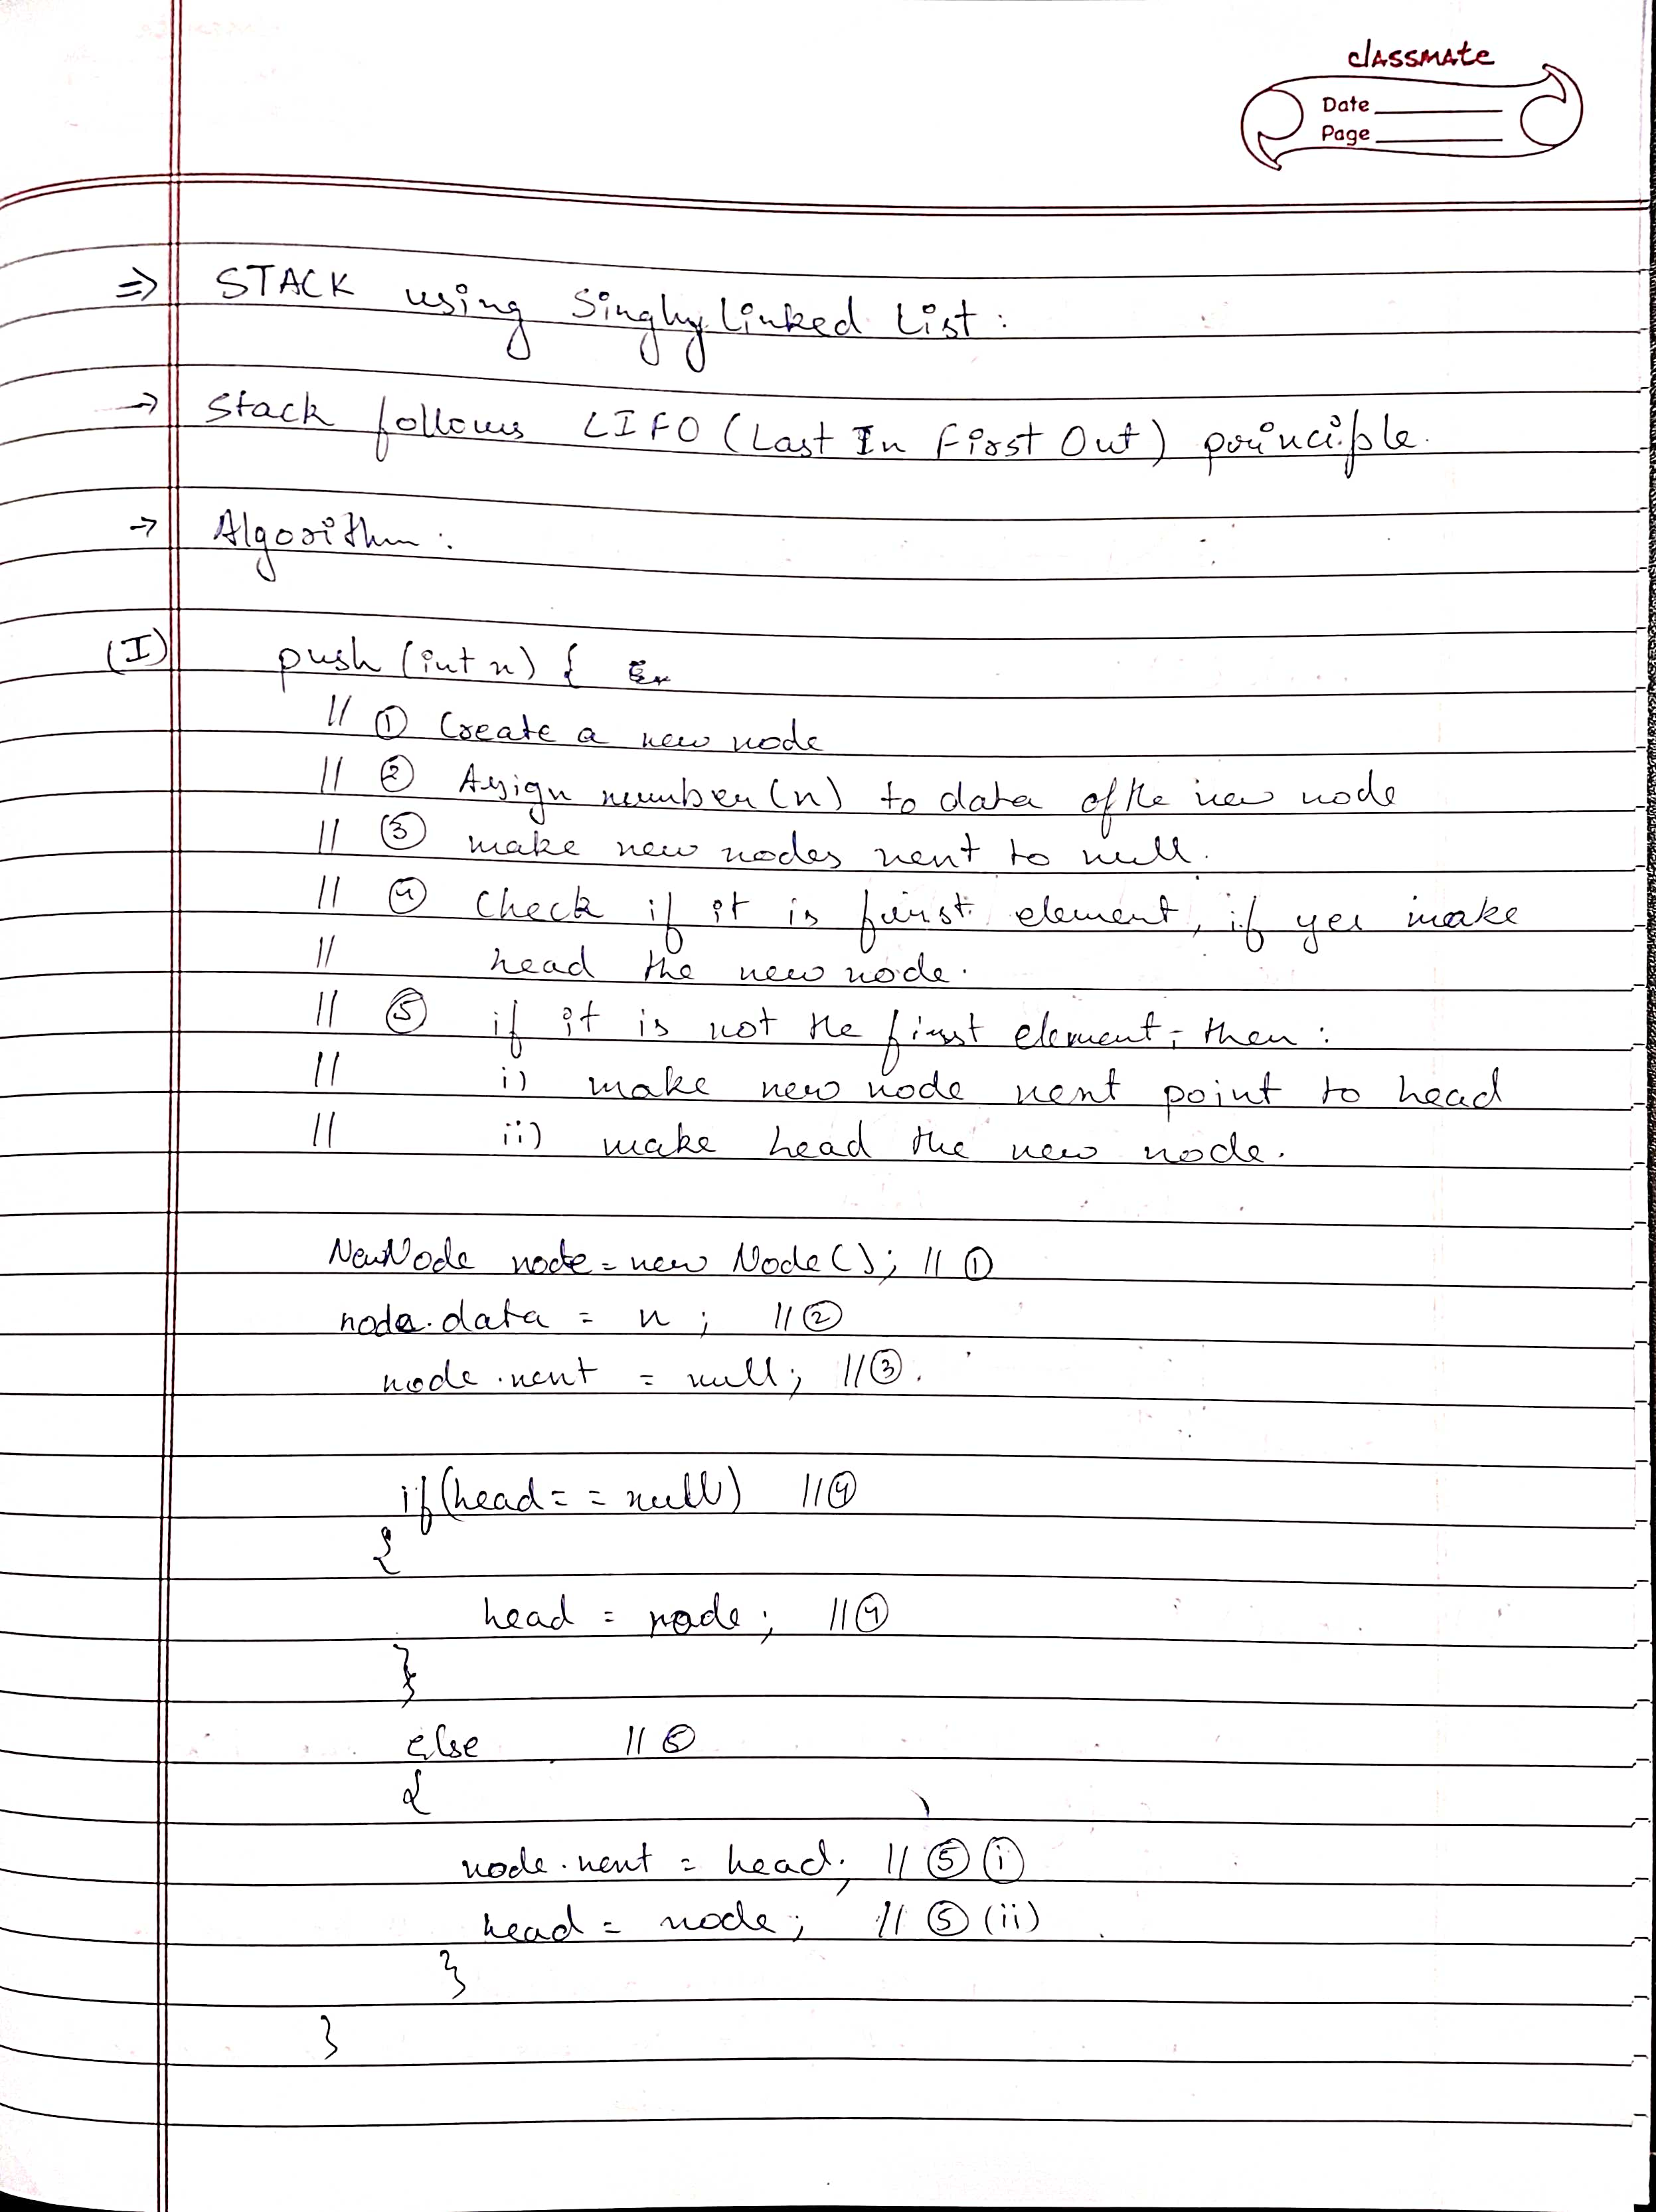 classmate
Date
Page
=> STACK using Singly Linked List :
-> Stack follows LIFO (Last In First Out) principle.
-> Algorithm :
(I) push (int n) {
// ① Create a new node
// ② Assign number (n) to data of the new node
// ③ make new nodes next to null.
// ④ Check if it is first element, if yes make
// head the new node.
// ⑤ if it is not the first element, then :
// i) make new node next point to head
// ii) make head the new node.
NewNode node = new Node(); // ①
node.data = n ; // ②
node.next = null; // ③.
if (head == null) // ④
{
head = node; // ④
}
else // ⑤
{
node.next = head; // ⑤ ⓘ
head = node; // ⑤ (ii)
}
}